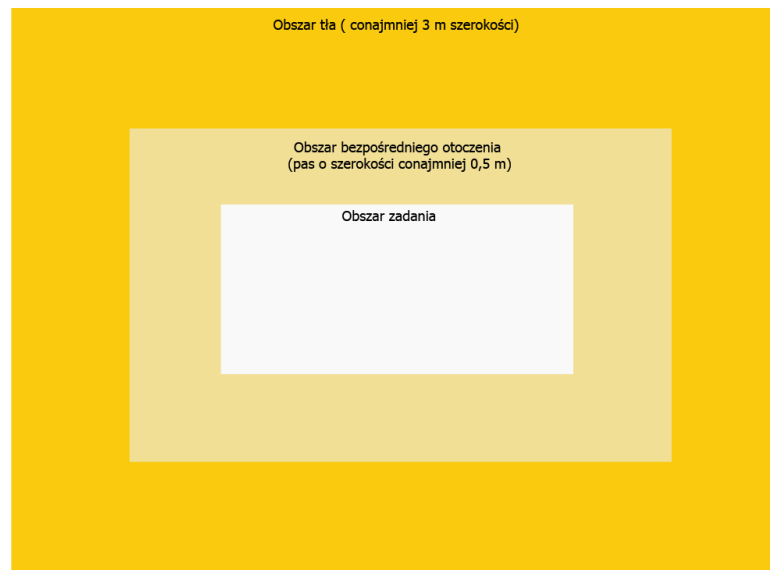 Obszar tła ( conajmniej 3 m szerokości)
Obszar bezpośredniego otoczenia
(pas o szerokości conajmniej 0,5 m)
Obszar zadania